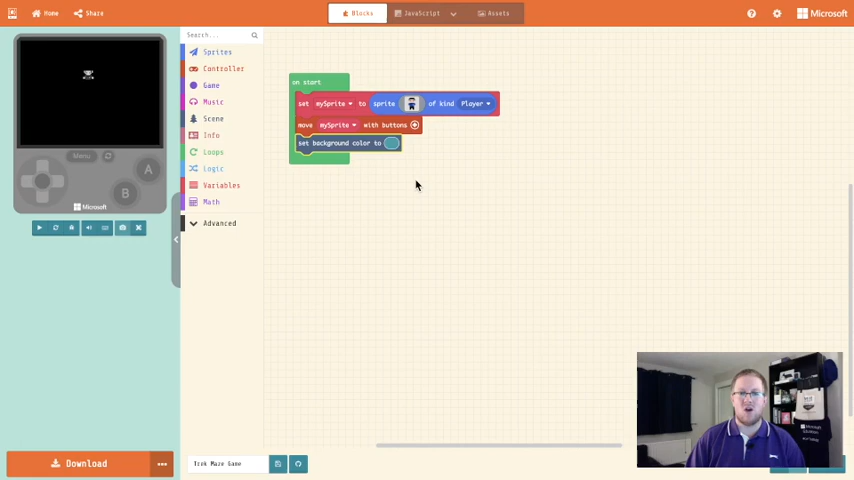 Home
Share
Blocks
JavaScript
Assets
Microsoft
Search...
Sprites
Controller
Game
Music
Scene
Info
Loops
Logic
Variables
Math
Advanced
on start
set mySprite to sprite of kind Player
move mySprite with buttons
set background color to
Menu
A
B
Microsoft
Download
Trek Maze Game